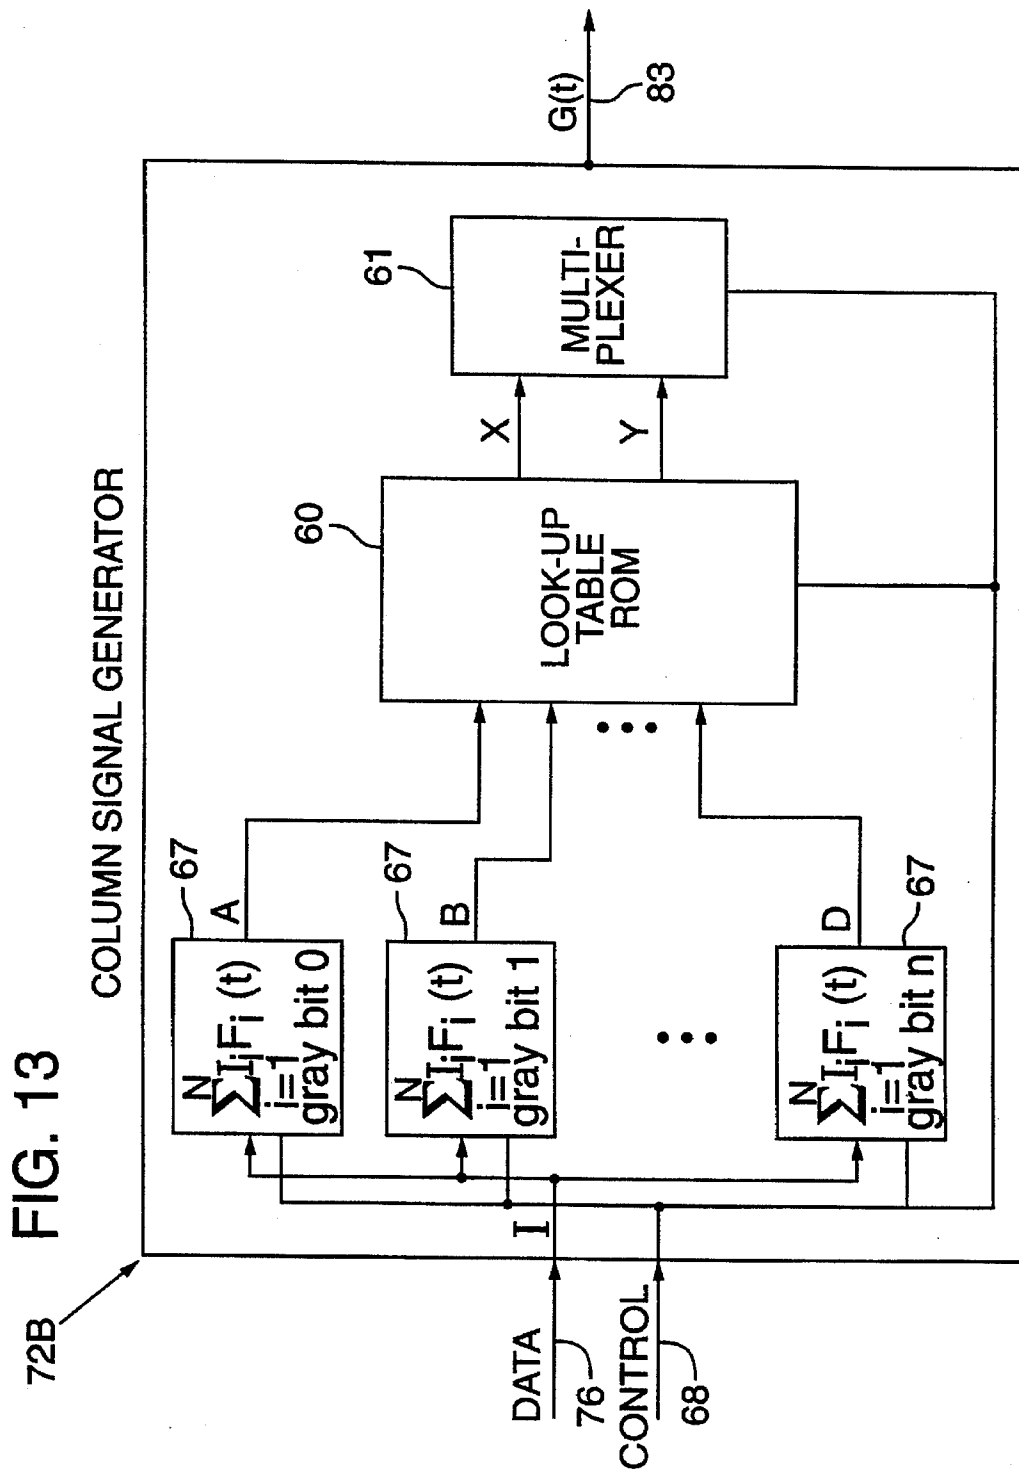 FIG. 13
72B
COLUMN SIGNAL GENERATOR
DATA
76
CONTROL
68
I
N
∑ IiFi (t)
i=1
gray bit 0
67
A
N
∑ IiFi (t)
i=1
gray bit 1
67
B
N
∑ IiFi (t)
i=1
gray bit n
67
D
LOOK-UP
TABLE
ROM
60
X
Y
MULTI-
PLEXER
61
G(t)
83